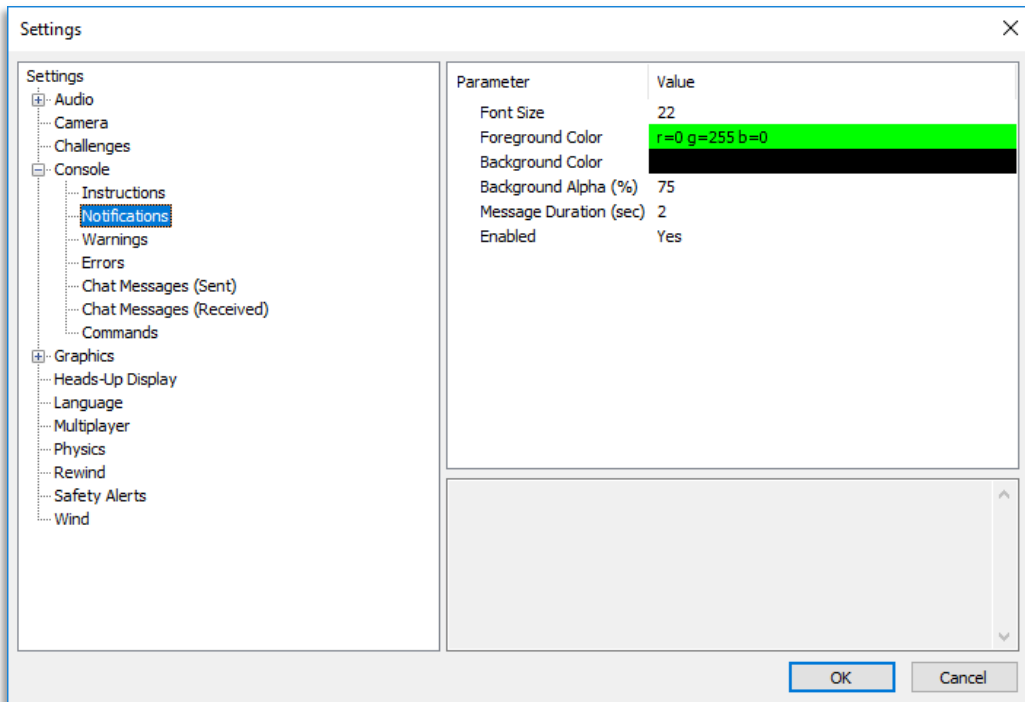 Settings
Settings
Audio
Camera
Challenges
Console
Instructions
Notifications
Warnings
Errors
Chat Messages (Sent)
Chat Messages (Received)
Commands
Graphics
Heads-Up Display
Language
Multiplayer
Physics
Rewind
Safety Alerts
Wind
Parameter Value
Font Size 22
Foreground Color r=0 g=255 b=0
Background Color
Background Alpha (%) 75
Message Duration (sec) 2
Enabled Yes
OK Cancel